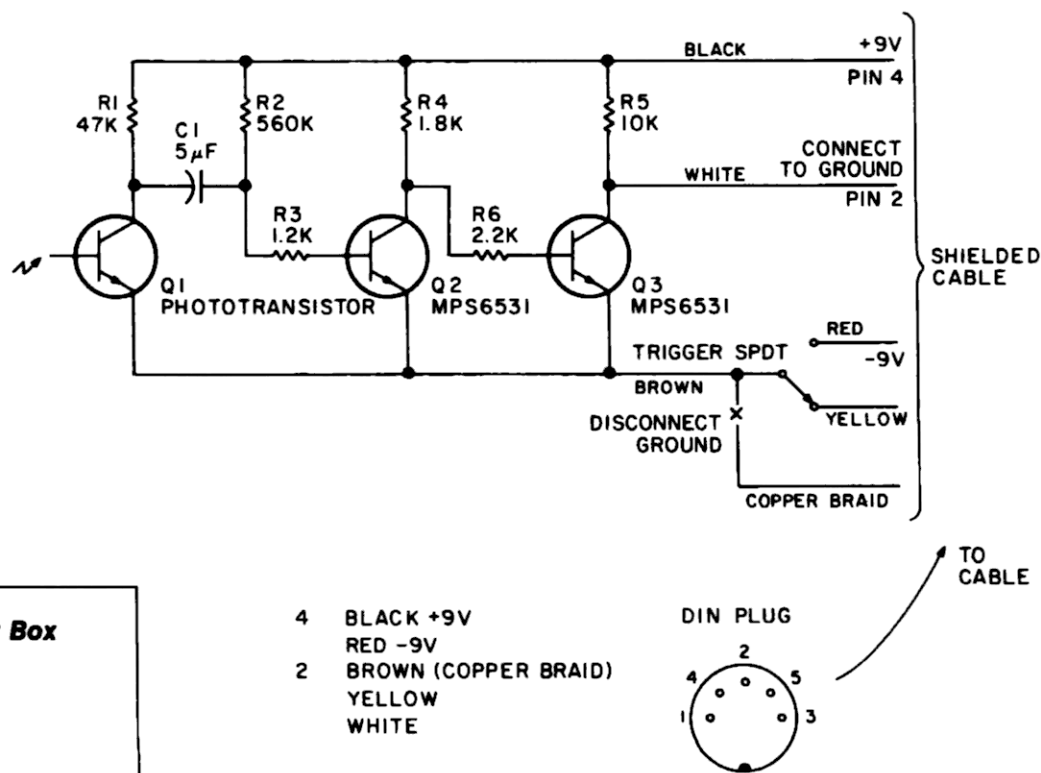 BLACK
+9V
PIN 4
R1
47K
C1
5µF
R2
560K
R4
1.8K
R5
10K
CONNECT
TO GROUND
WHITE
PIN 2
R3
1.2K
R6
2.2K
Q1
PHOTOTRANSISTOR
Q2
MPS6531
Q3
MPS6531
SHIELDED
CABLE
TRIGGER SPDT
RED
-9V
BROWN
YELLOW
DISCONNECT
GROUND
COPPER BRAID
TO
CABLE
Box
4 BLACK +9V
RED -9V
2 BROWN (COPPER BRAID)
YELLOW
WHITE
DIN PLUG
2
4 5
1 3